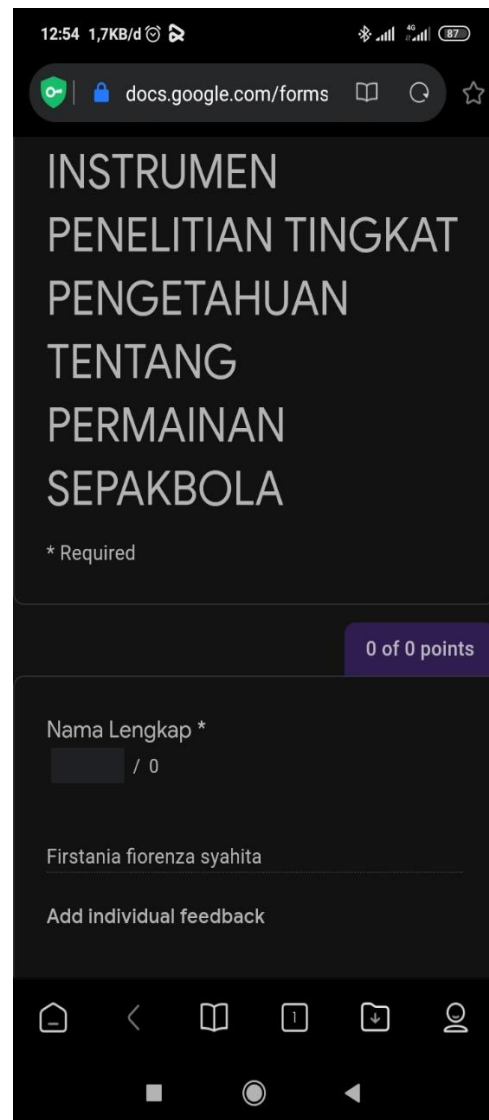 12:54 1,7KB/d 4G 87
docs.google.com/forms
INSTRUMEN
PENELITIAN TINGKAT
PENGETAHUAN
TENTANG
PERMAINAN
SEPAKBOLA
* Required
0 of 0 points
Nama Lengkap *
/ 0
Firstania fiorenza syahita
Add individual feedback
1